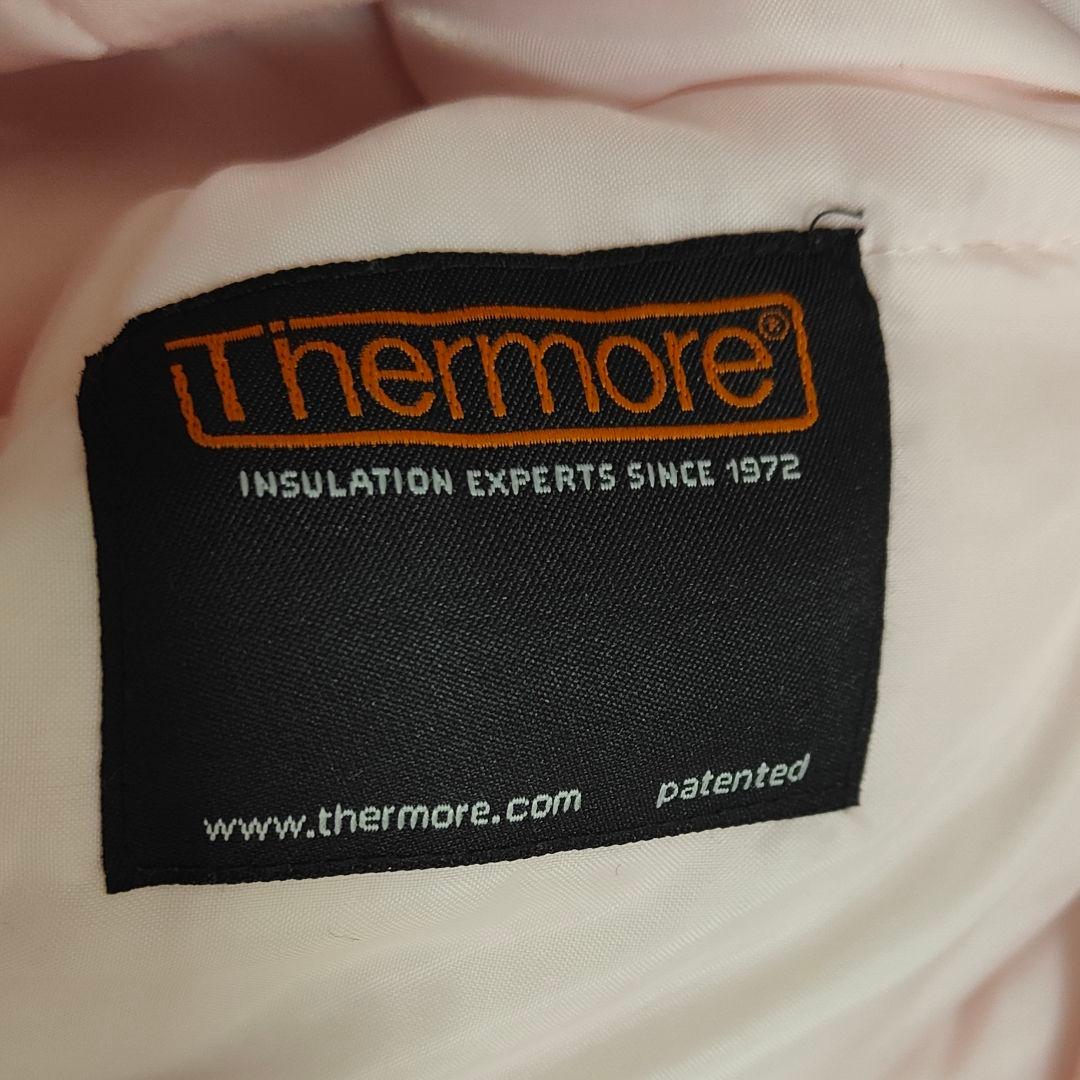 Thermore®
INSULATION EXPERTS SINCE 1972
www.thermore.com patented